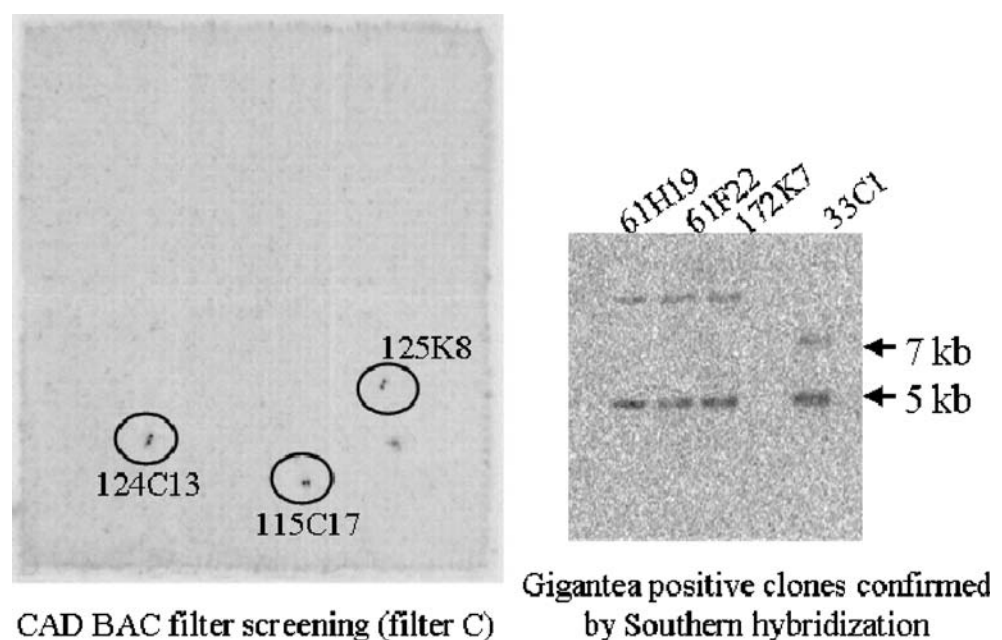 125K8
124C13
115C17
CAD BAC filter screening (filter C)
61H19
61F22
172K7
33C1
7 kb
5 kb
Gigantea positive clones confirmed
by Southern hybridization